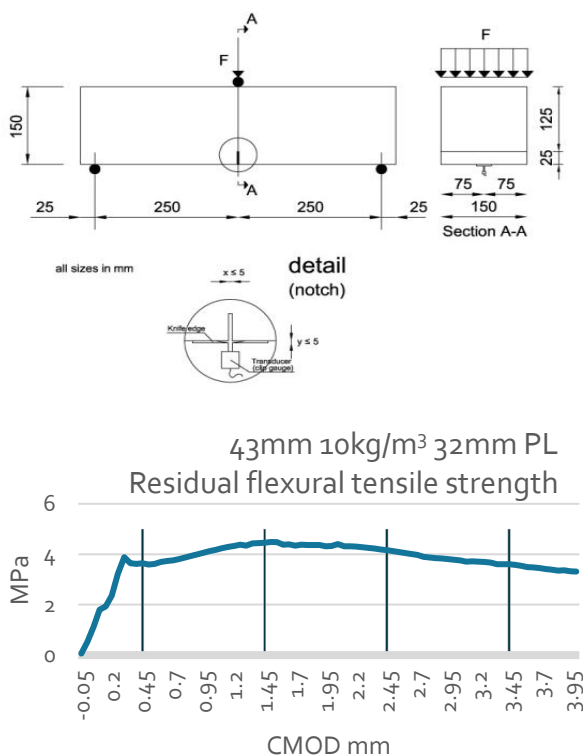 A
F
F
150
125
25
A
75 75
25 250 250 25
150
Section A-A
all sizes in mm
detail
(notch)
x ≤ 5
Knife edge
y ≤ 5
Transducer
(clip gauge)
43mm 10kg/m³ 32mm PL
Residual flexural tensile strength
6
4
2
0
MPa
-0.05 0.2 0.45 0.7 0.95 1.2 1.45 1.7 1.95 2.2 2.45 2.7 2.95 3.2 3.45 3.7 3.95
CMOD mm